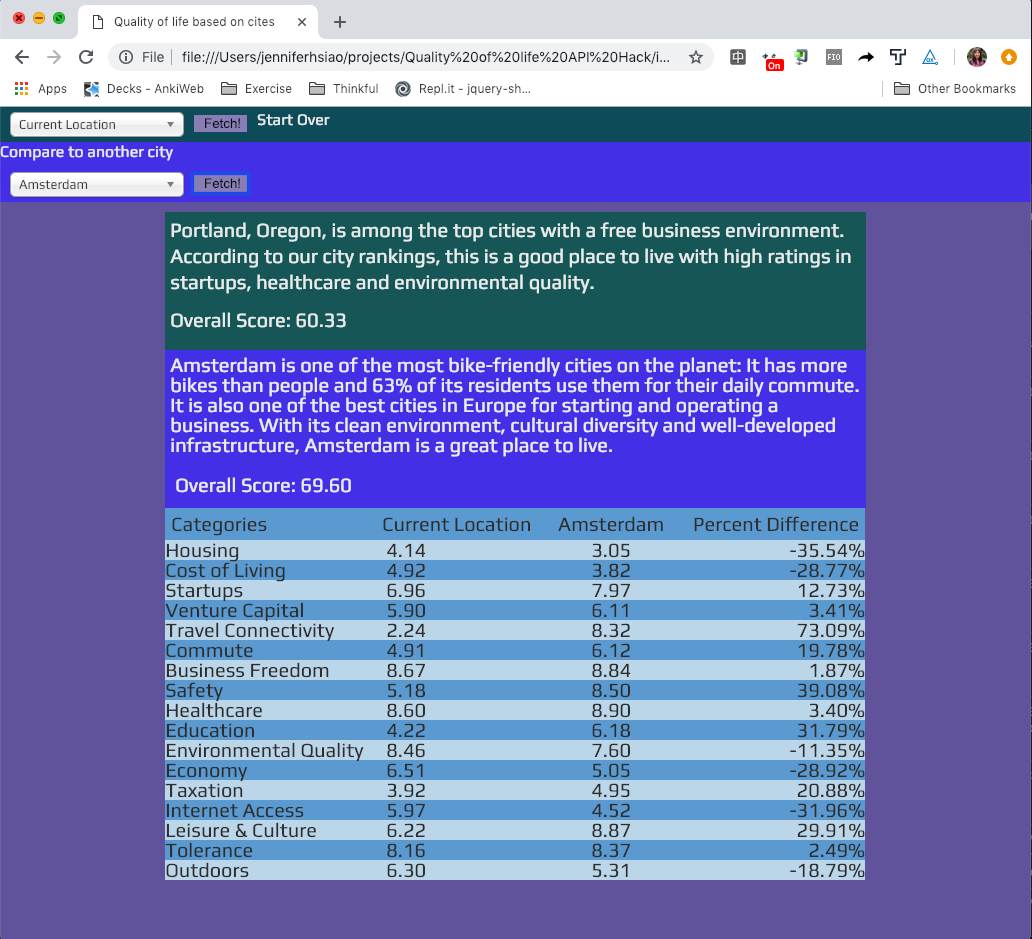 Quality of life based on cites
File file:///Users/jenniferhsiao/projects/Quality%20of%20life%20API%20Hack/i...
中 On FIO
Apps Decks - AnkiWeb Exercise Thinkful Repl.it - jquery-sh... Other Bookmarks
Current Location Fetch! Start Over
Compare to another city
Amsterdam Fetch!
Portland, Oregon, is among the top cities with a free business environment.
According to our city rankings, this is a good place to live with high ratings in
startups, healthcare and environmental quality.
Overall Score: 60.33
Amsterdam is one of the most bike-friendly cities on the planet: It has more
bikes than people and 63% of its residents use them for their daily commute.
It is also one of the best cities in Europe for starting and operating a
business. With its clean environment, cultural diversity and well-developed
infrastructure, Amsterdam is a great place to live.
Overall Score: 69.60
Categories Current Location Amsterdam Percent Difference
Housing 4.14 3.05 -35.54%
Cost of Living 4.92 3.82 -28.77%
Startups 6.96 7.97 12.73%
Venture Capital 5.90 6.11 3.41%
Travel Connectivity 2.24 8.32 73.09%
Commute 4.91 6.12 19.78%
Business Freedom 8.67 8.84 1.87%
Safety 5.18 8.50 39.08%
Healthcare 8.60 8.90 3.40%
Education 4.22 6.18 31.79%
Environmental Quality 8.46 7.60 -11.35%
Economy 6.51 5.05 -28.92%
Taxation 3.92 4.95 20.88%
Internet Access 5.97 4.52 -31.96%
Leisure & Culture 6.22 8.87 29.91%
Tolerance 8.16 8.37 2.49%
Outdoors 6.30 5.31 -18.79%